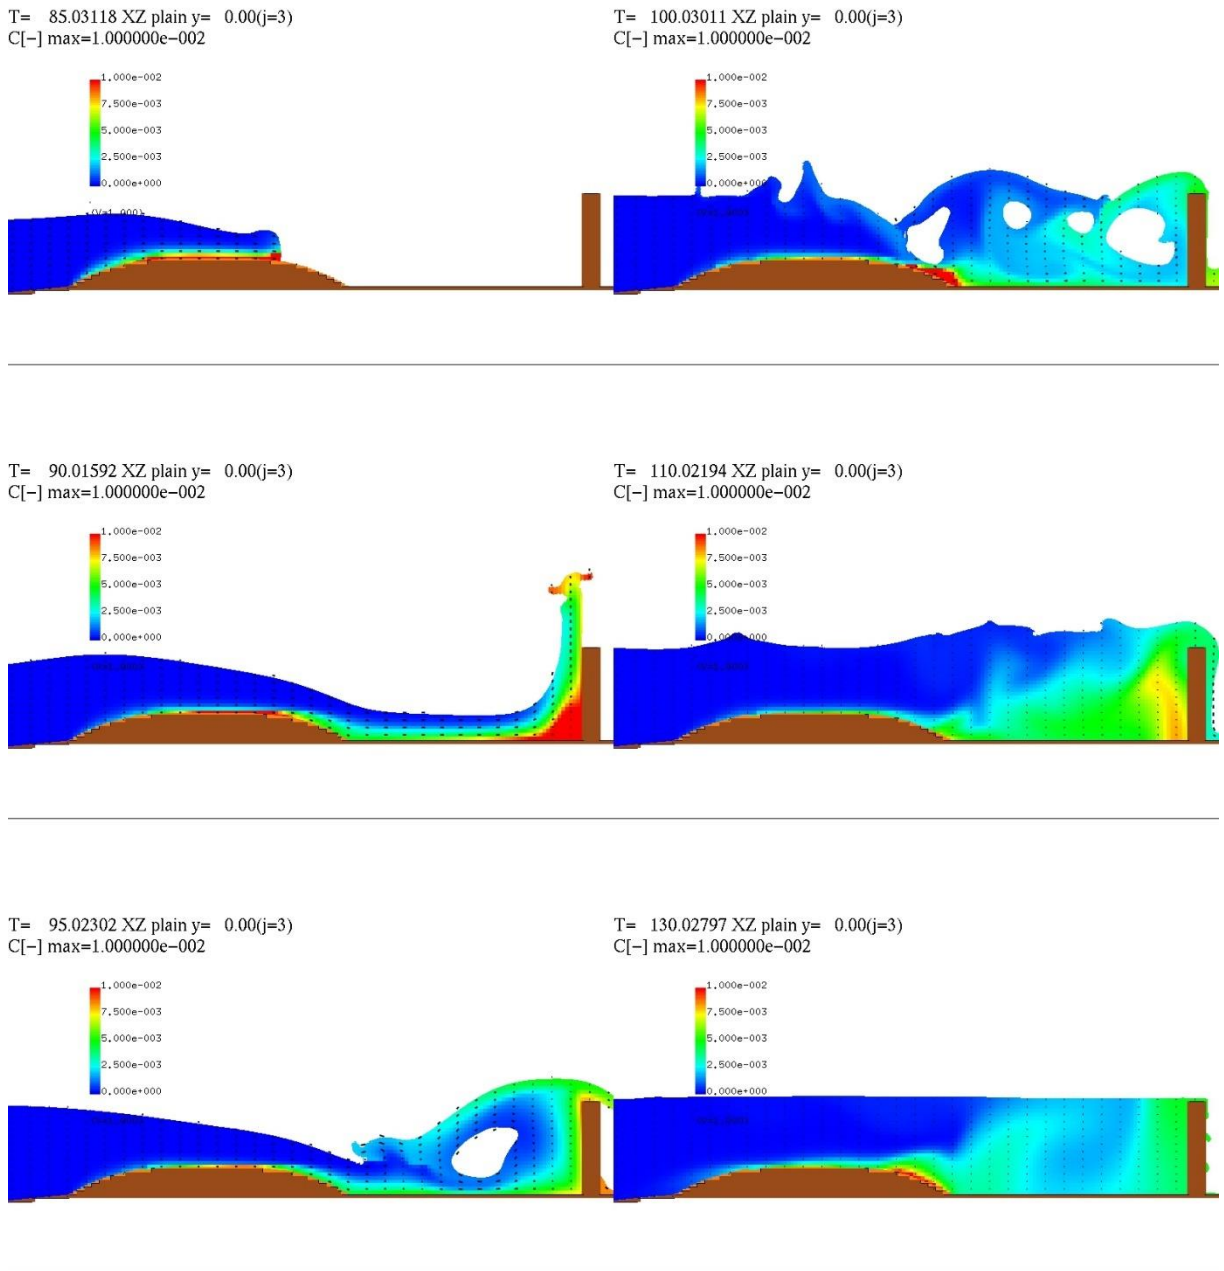 T= 85.03118 XZ plain y= 0.00(j=3)
C[−] max=1.000000e−002
1.000e-002
7.500e-003
5.000e-003
2.500e-003
0.000e+000
T= 100.03011 XZ plain y= 0.00(j=3)
C[−] max=1.000000e−002
1.000e-002
7.500e-003
5.000e-003
2.500e-003
T= 90.01592 XZ plain y= 0.00(j=3)
C[−] max=1.000000e−002
1.000e-002
7.500e-003
5.000e-003
2.500e-003
0.000e+000
T= 110.02194 XZ plain y= 0.00(j=3)
C[−] max=1.000000e−002
1.000e-002
7.500e-003
5.000e-003
2.500e-003
T= 95.02302 XZ plain y= 0.00(j=3)
C[−] max=1.000000e−002
1.000e-002
7.500e-003
5.000e-003
2.500e-003
0.000e+000
T= 130.02797 XZ plain y= 0.00(j=3)
C[−] max=1.000000e−002
1.000e-002
7.500e-003
5.000e-003
2.500e-003
0.000e+000